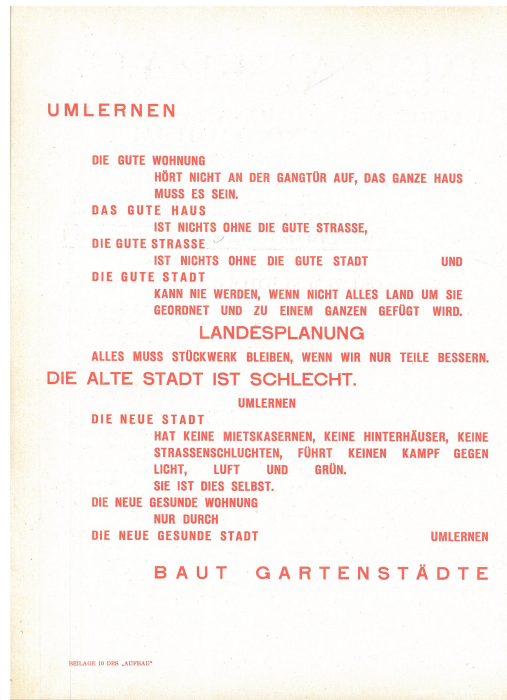 UMLERNEN
DIE GUTE WOHNUNG
HÖRT NICHT AN DER GANGTÜR AUF, DAS GANZE HAUS
MUSS ES SEIN.
DAS GUTE HAUS
IST NICHTS OHNE DIE GUTE STRASSE,
DIE GUTE STRASSE
IST NICHTS OHNE DIE GUTE STADT UND
DIE GUTE STADT
KANN NIE WERDEN, WENN NICHT ALLES LAND UM SIE
GEORDNET UND ZU EINEM GANZEN GEFÜGT WIRD.
LANDESPLANUNG
ALLES MUSS STÜCKWERK BLEIBEN, WENN WIR NUR TEILE BESSERN.
DIE ALTE STADT IST SCHLECHT.
UMLERNEN
DIE NEUE STADT
HAT KEINE MIETSKASERNEN, KEINE HINTERHÄUSER, KEINE
STRASSENSCHLUCHTEN, FÜHRT KEINEN KAMPF GEGEN
LICHT, LUFT UND GRÜN.
SIE IST DIES SELBST.
DIE NEUE GESUNDE WOHNUNG
NUR DURCH
DIE NEUE GESUNDE STADT UMLERNEN
BAUT GARTENSTÄDTE
BEILAGE 10 DES „AUFBAU"